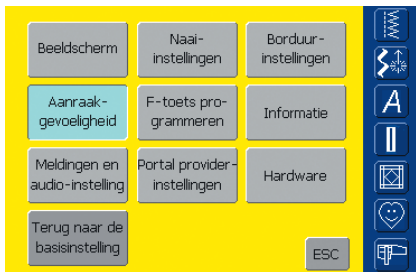 Beeldscherm
Naai-
instellingen
Borduur-
instellingen
Aanraak-
gevoeligheid
F-toets pro-
grammeren
Informatie
Meldingen en
audio-instelling
Portal provider-
instellingen
Hardware
Terug naar de
basisinstelling
ESC
A